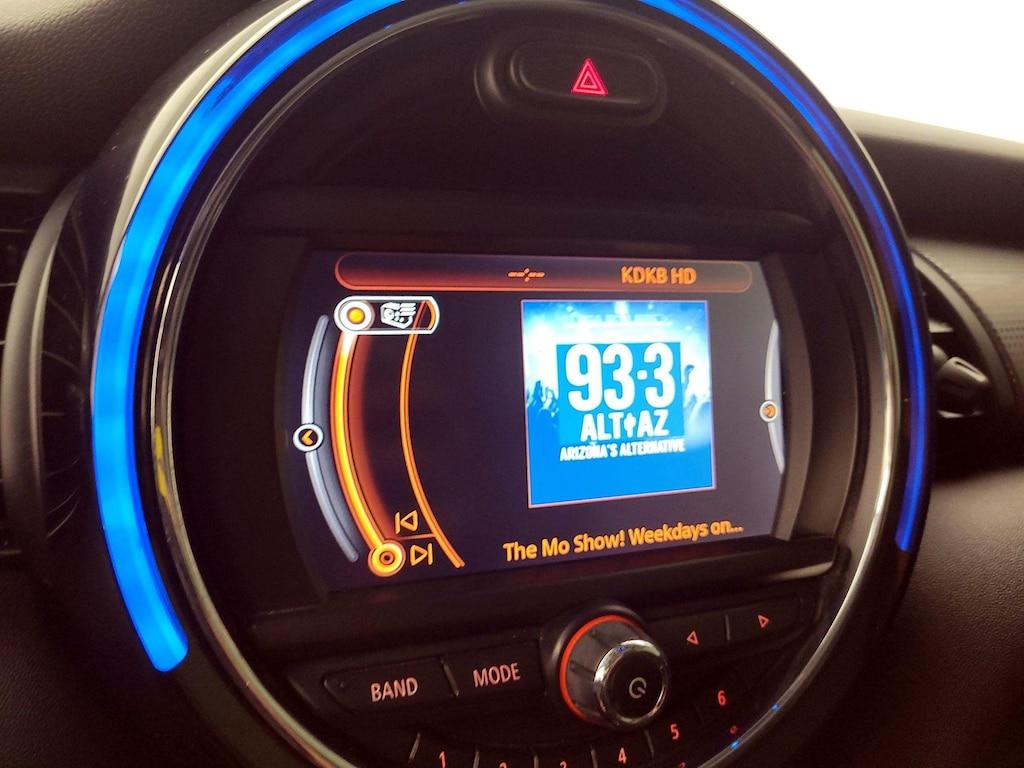 --:-- KDKB HD
93.3
ALT AZ
ARIZONA'S ALTERNATIVE
The Mo Show! Weekdays on...
BAND MODE
1 2 3 4 5 6